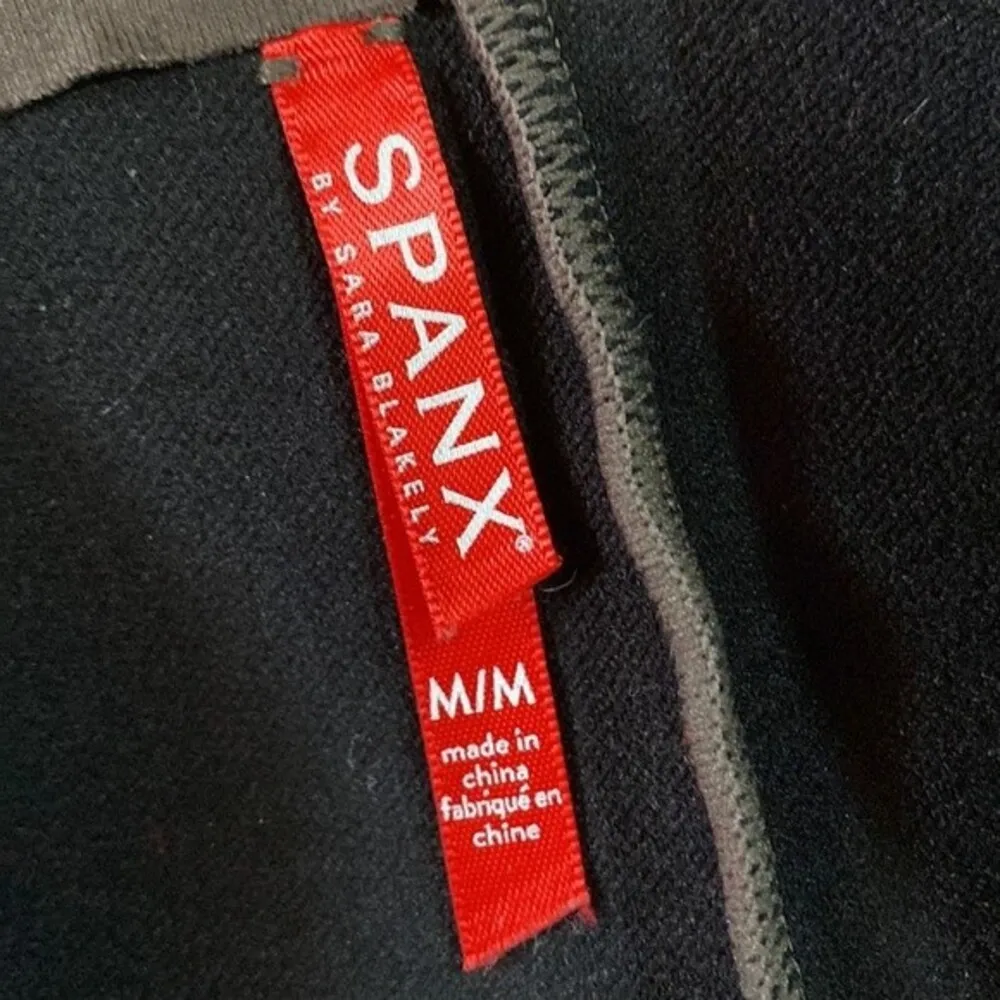 SPANX®
BY SARA BLAKELY
M/M
made in
china
fabriqué en
chine